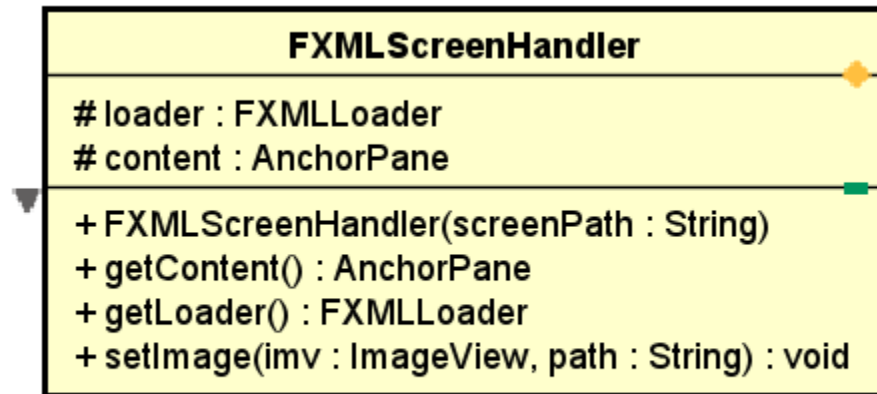 FXMLScreenHandler
# loader : FXMLLoader
# content : AnchorPane
+ FXMLScreenHandler(screenPath : String)
+ getContent() : AnchorPane
+ getLoader() : FXMLLoader
+ setImage(imv : ImageView, path : String) : void